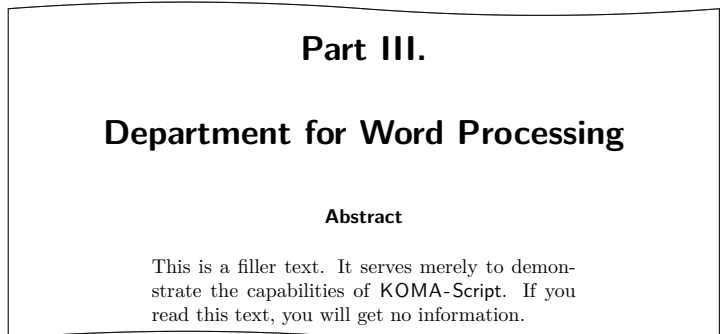 Part III.
Department for Word Processing
Abstract
This is a filler text. It serves merely to demon-
strate the capabilities of KOMA-Script. If you
read this text, you will get no information.